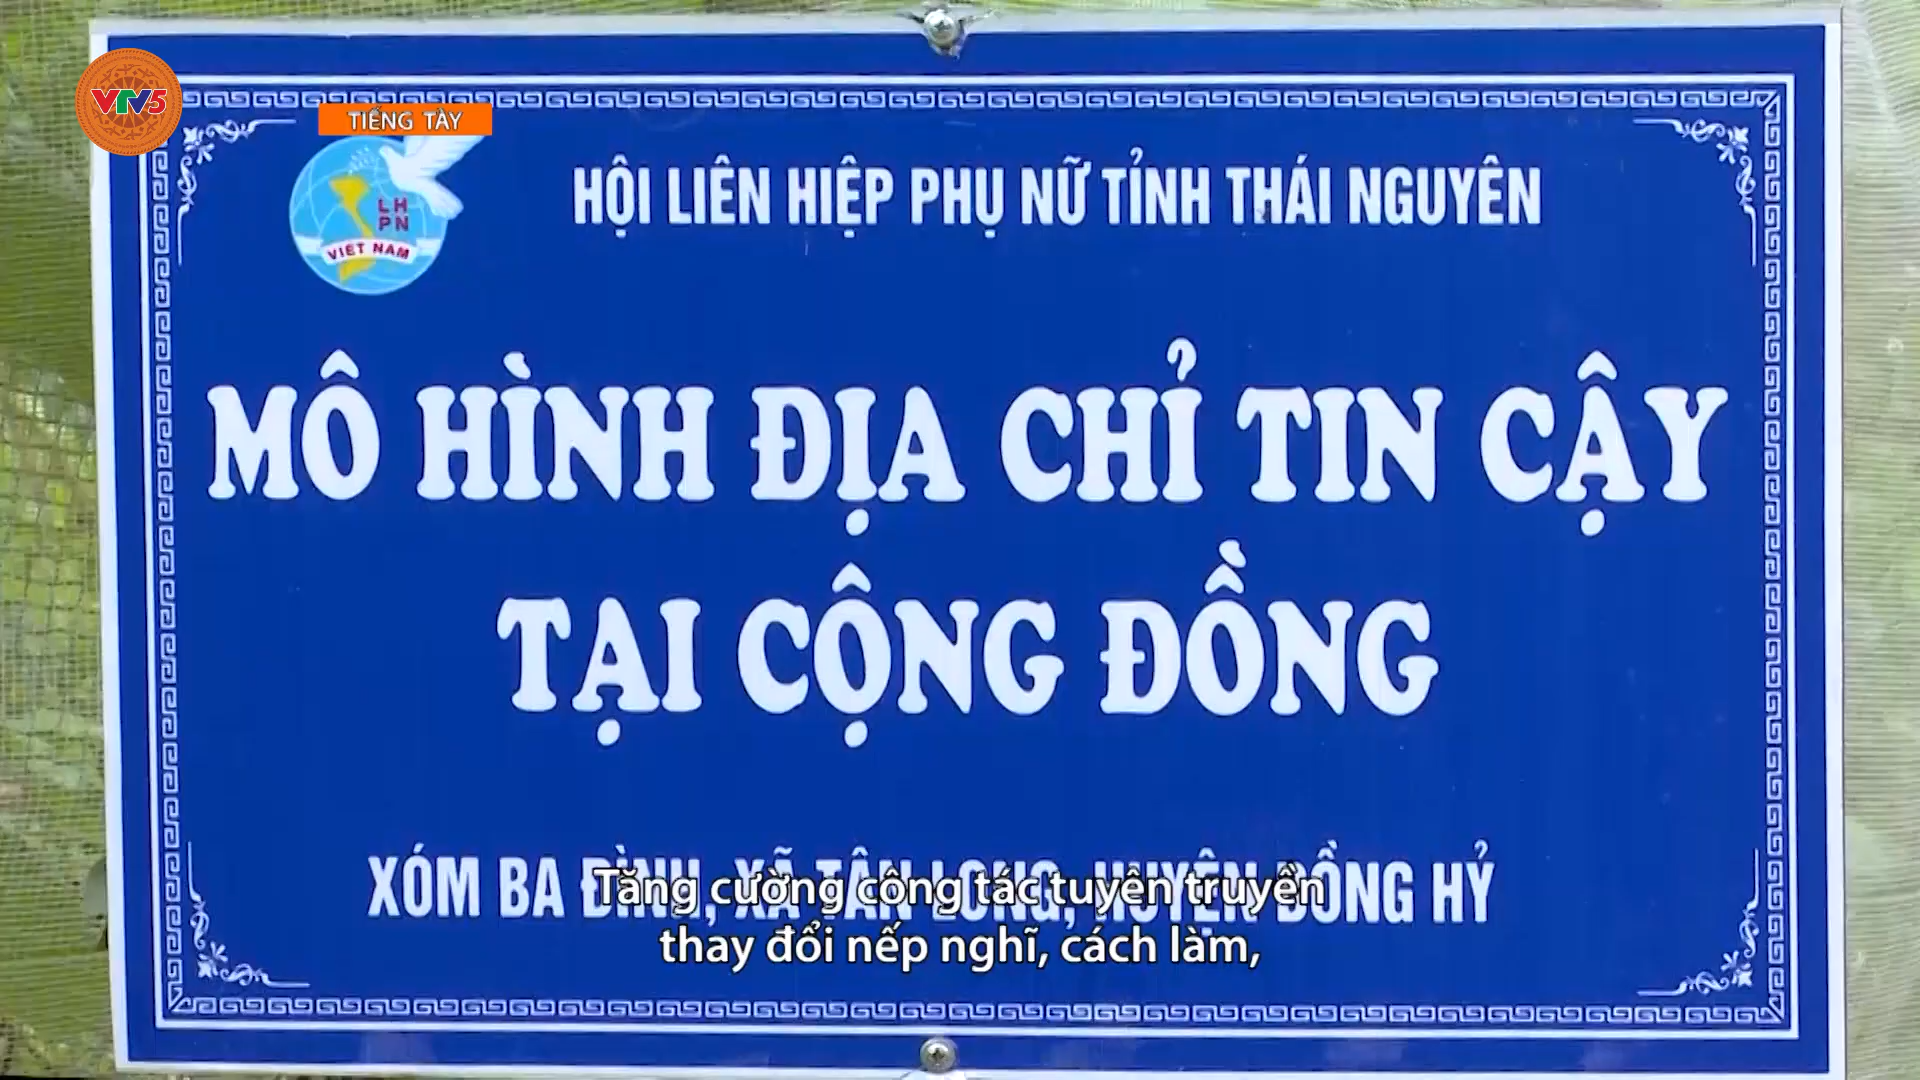 VTV5
TIẾNG TÀY
LH
PN
VIỆT NAM
HỘI LIÊN HIỆP PHỤ NỮ TỈNH THÁI NGUYÊN
MÔ HÌNH ĐỊA CHỈ TIN CẬY
TẠI CỘNG ĐỒNG
XÓM BA ĐÌNH, XÃ TÂN LONG, HUYỆN ĐỒNG HỶ
Tăng cường công tác tuyên truyền
thay đổi nếp nghĩ, cách làm,